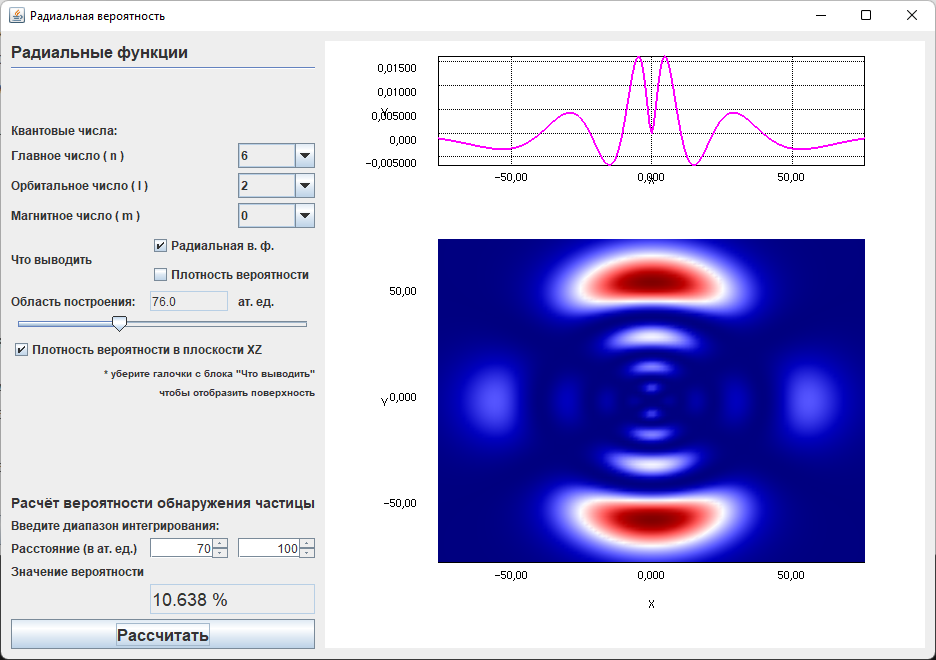 Радиальная вероятность
Радиальные функции
Квантовые числа:
Главное число ( n )
6
Орбитальное число ( l )
2
Магнитное число ( m )
0
Что выводить
Радиальная в. ф.
Плотность вероятности
Область построения:
76.0
ат. ед.
Плотность вероятности в плоскости XZ
* уберите галочки с блока "Что выводить"
чтобы отобразить поверхность
Расчёт вероятности обнаружения частицы
Введите диапазон интегрирования:
Расстояние (в ат. ед.)
70
100
Значение вероятности
10.638 %
Рассчитать
0,01500
0,01000
Y
0,005000
0,000
−0,005000
−50,00
0,000
X
50,00
50,00
Y
0,000
−50,00
−50,00
0,000
50,00
X